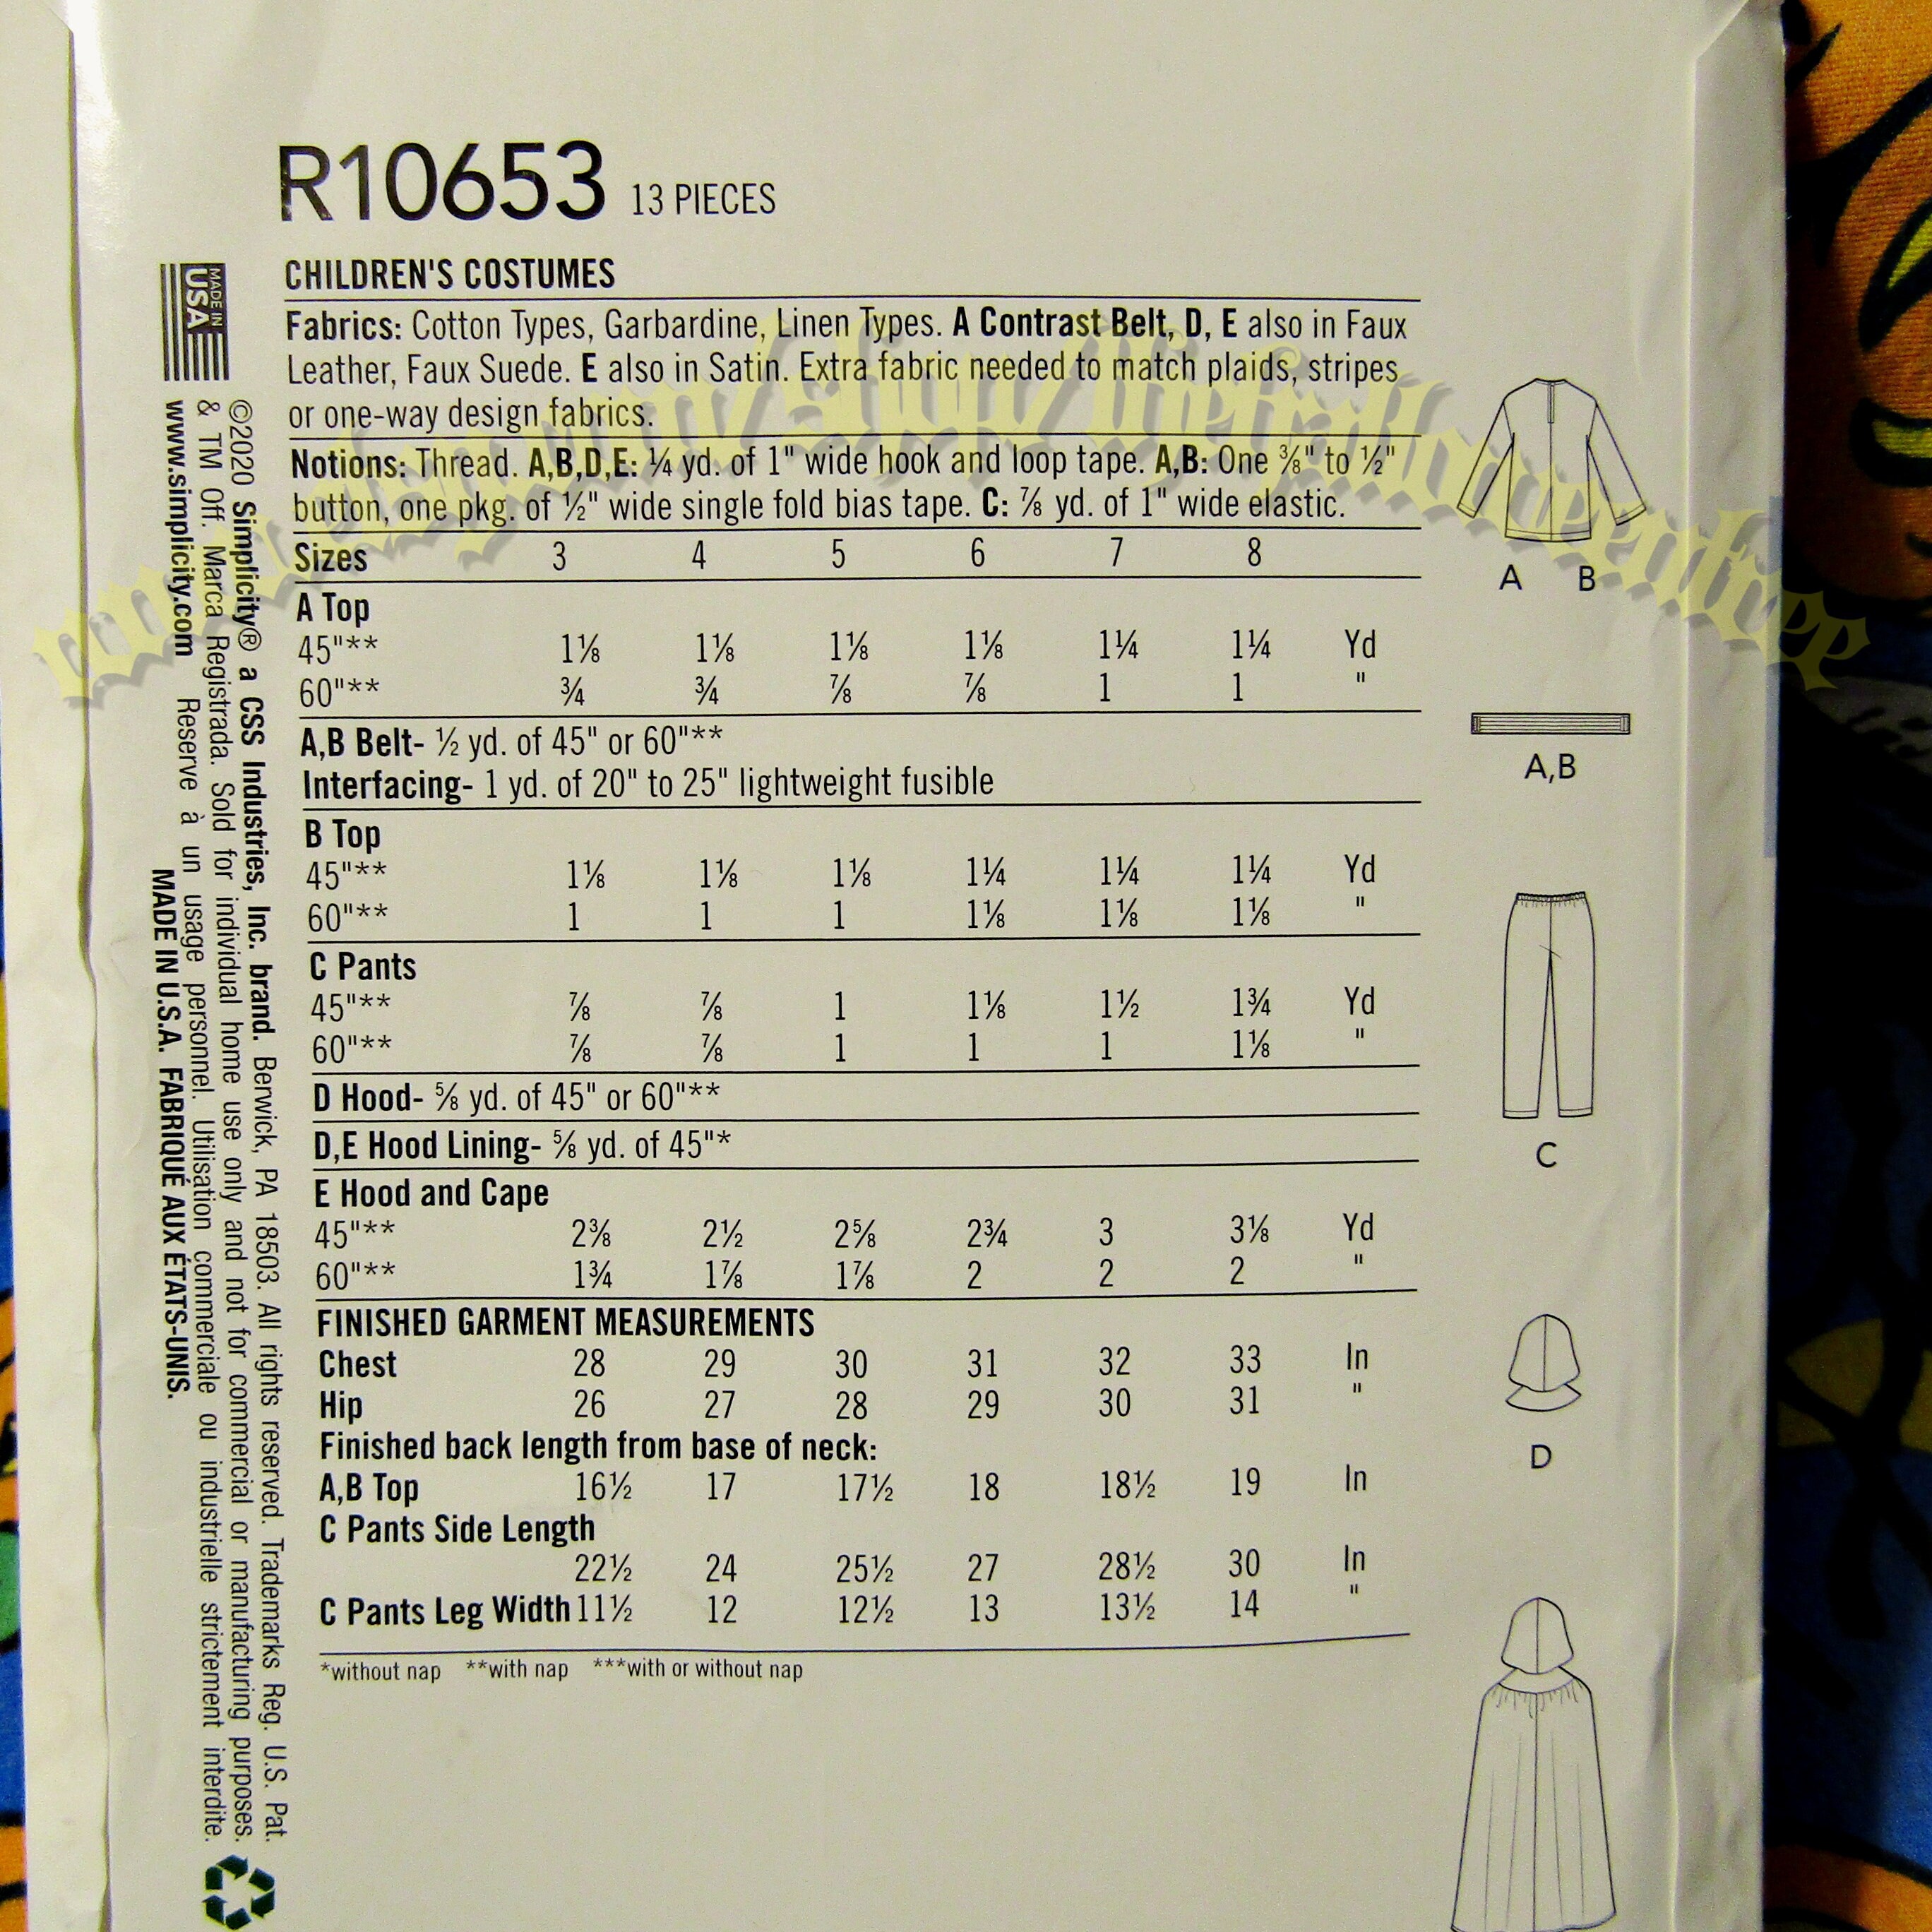 R10653 13 PIECES
CHILDREN'S COSTUMES
Fabrics: Cotton Types, Garbardine, Linen Types. A Contrast Belt, D, E also in Faux
Leather, Faux Suede. E also in Satin. Extra fabric needed to match plaids, stripes
or one-way design fabrics.
Notions: Thread. A,B,D,E: ¼ yd. of 1" wide hook and loop tape. A,B: One ⅜" to ½"
button, one pkg. of ½" wide single fold bias tape. C: ⅞ yd. of 1" wide elastic.
Sizes 3 4 5 6 7 8
A Top
45"** 1⅛ 1⅛ 1⅛ 1⅛ 1¼ 1¼ Yd
60"** ¾ ¾ ⅞ ⅞ 1 1 "
A,B Belt- ½ yd. of 45" or 60"**
Interfacing- 1 yd. of 20" to 25" lightweight fusible
B Top
45"** 1⅛ 1⅛ 1⅛ 1¼ 1¼ 1¼ Yd
60"** 1 1 1 1⅛ 1⅛ 1⅛ "
C Pants
45"** ⅞ ⅞ 1 1⅛ 1½ 1¾ Yd
60"** ⅞ ⅞ 1 1 1 1⅛ "
D Hood- ⅝ yd. of 45" or 60"**
D,E Hood Lining- ⅝ yd. of 45"*
E Hood and Cape
45"** 2⅜ 2½ 2⅝ 2¾ 3 3⅛ Yd
60"** 1¾ 1⅞ 1⅞ 2 2 2 "
FINISHED GARMENT MEASUREMENTS
Chest 28 29 30 31 32 33 In
Hip 26 27 28 29 30 31 "
Finished back length from base of neck:
A,B Top 16½ 17 17½ 18 18½ 19 In
C Pants Side Length
22½ 24 25½ 27 28½ 30 In
C Pants Leg Width 11½ 12 12½ 13 13½ 14 "
*without nap **with nap ***with or without nap
A B
A,B
C
D
MADE IN
USA
©2020 Simplicity® a CSS Industries, Inc. brand. Berwick, PA 18503. All rights reserved. Trademarks Reg. U.S. Pat.
& TM Off. Marca Registrada. Sold for individual home use only and not for commercial or manufacturing purposes.
www.simplicity.com Reserve à un usage personnel. Utilisation commerciale ou industrielle strictement interdite.
MADE IN U.S.A. FABRIQUÉ AUX ÉTATS-UNIS.